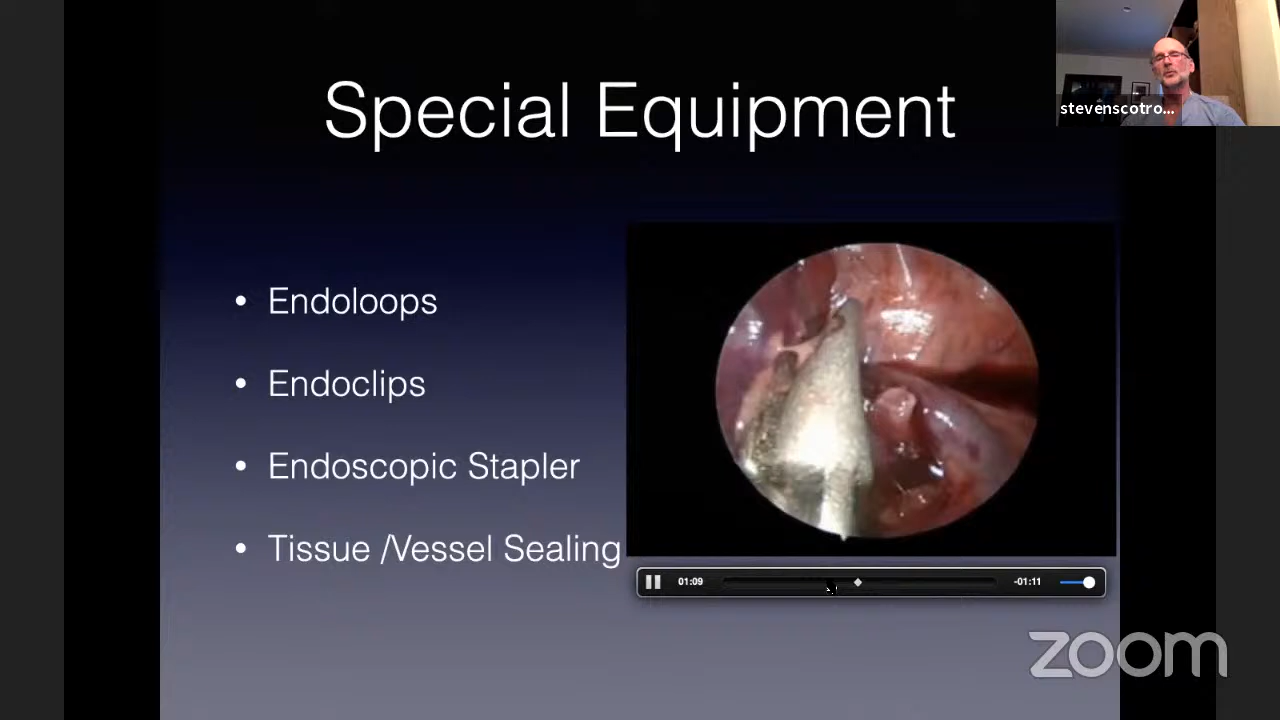 stevenscotro...
Special Equipment
• Endoloops
• Endoclips
• Endoscopic Stapler
• Tissue /Vessel Sealing
01:09
-01:11
zoom